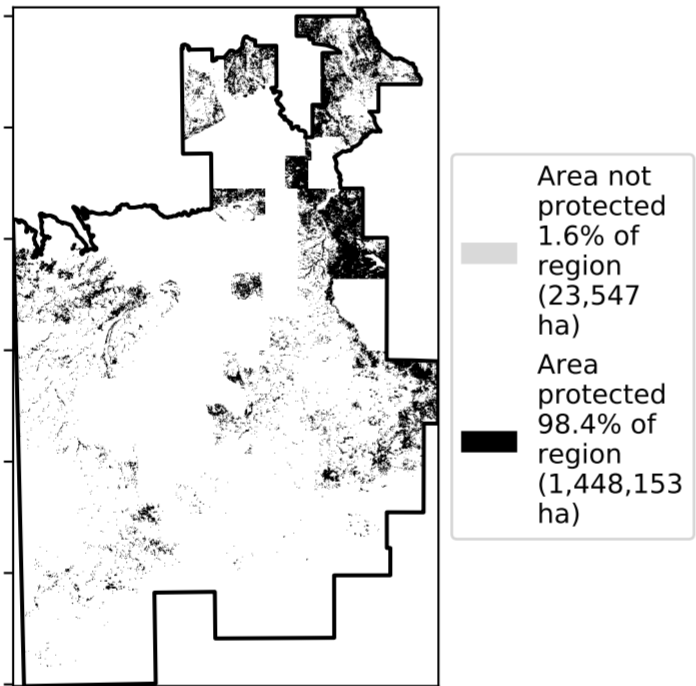 Area not
protected
1.6% of
region
(23,547
ha)
Area
protected
98.4% of
region
(1,448,153
ha)